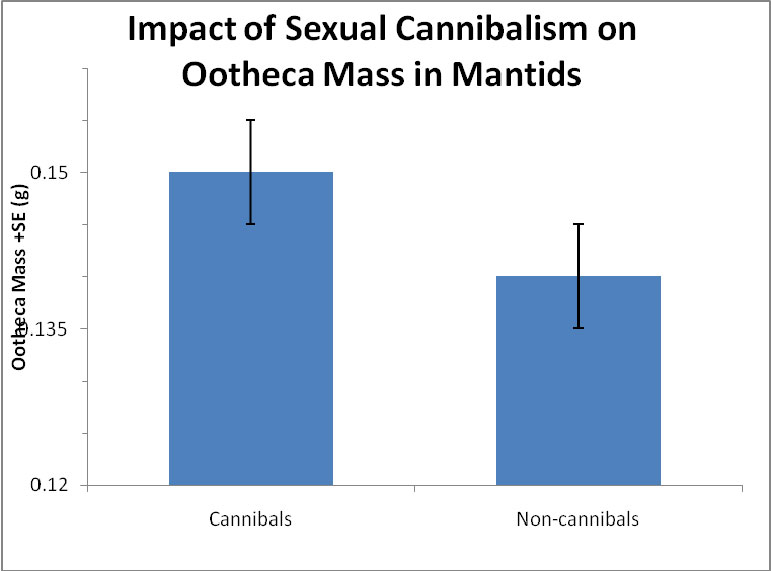 Impact of Sexual Cannibalism on
Ootheca Mass in Mantids
Ootheca Mass +SE (g)
0.15
0.135
0.12
Cannibals
Non-cannibals